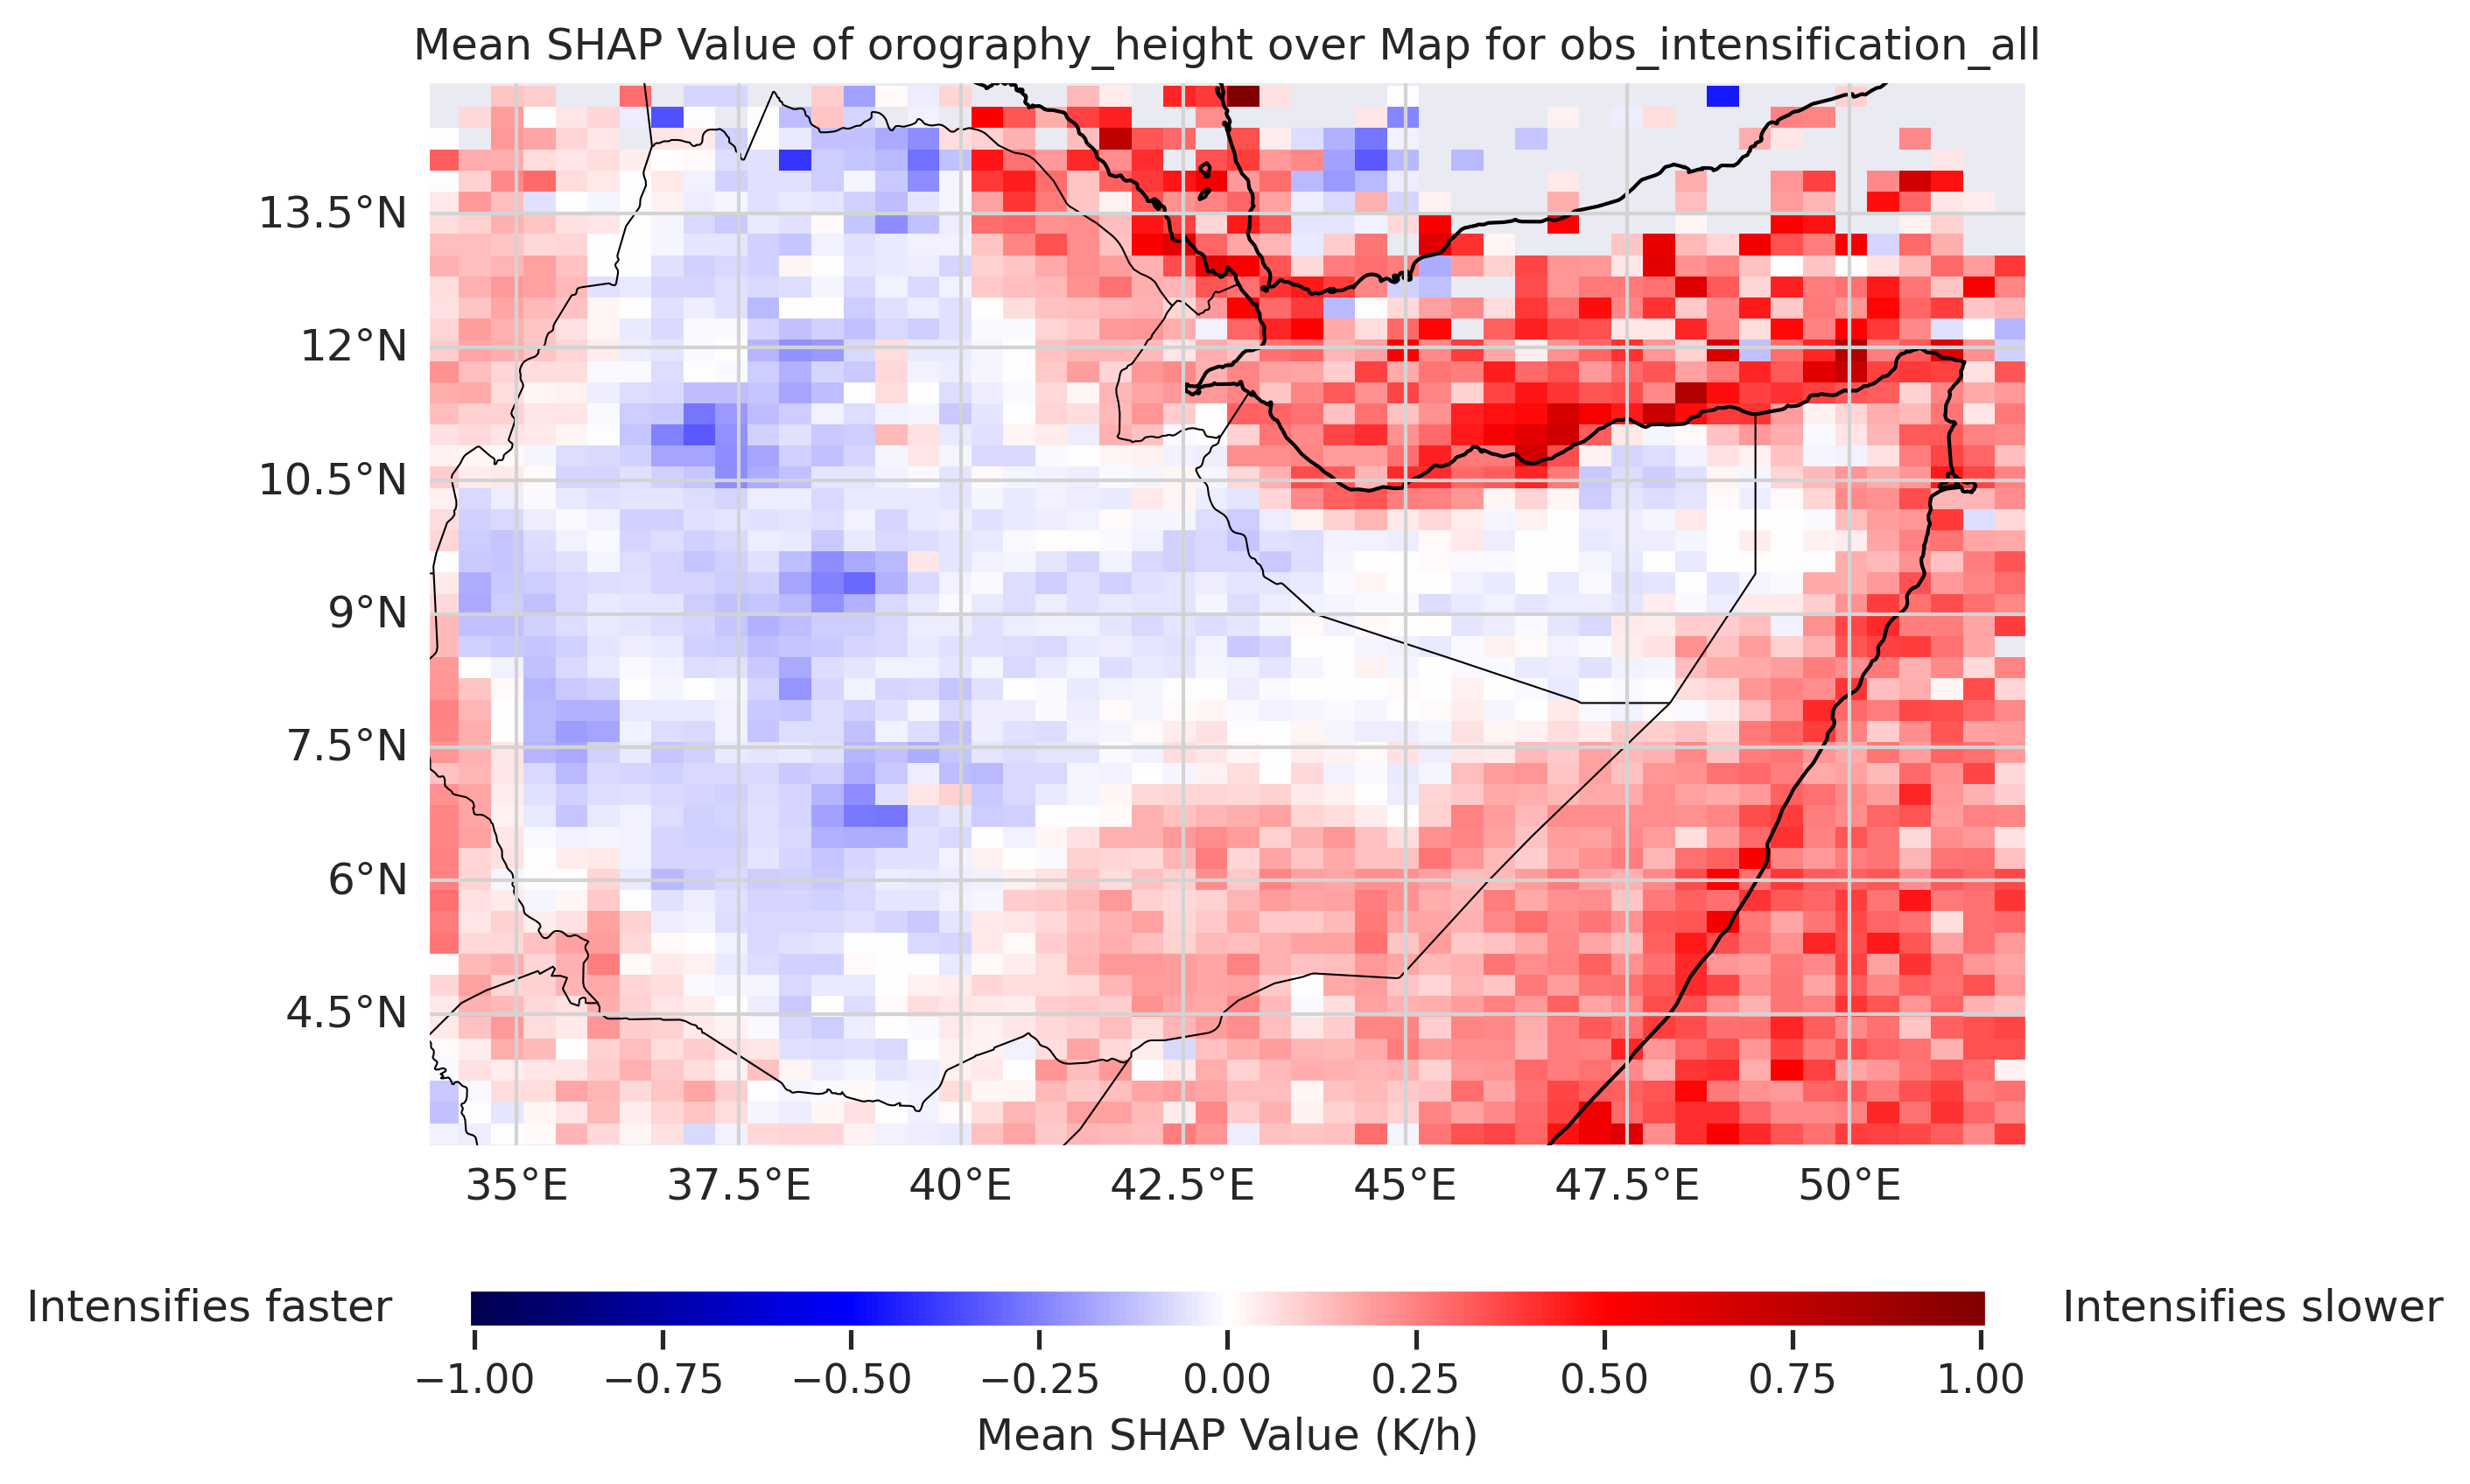 Mean SHAP Value of orography_height over Map for obs_intensification_all
13.5°N
12°N
10.5°N
9°N
7.5°N
6°N
4.5°N
35°E 37.5°E 40°E 42.5°E 45°E 47.5°E 50°E
Intensifies faster Intensifies slower
−1.00 −0.75 −0.50 −0.25 0.00 0.25 0.50 0.75 1.00
Mean SHAP Value (K/h)